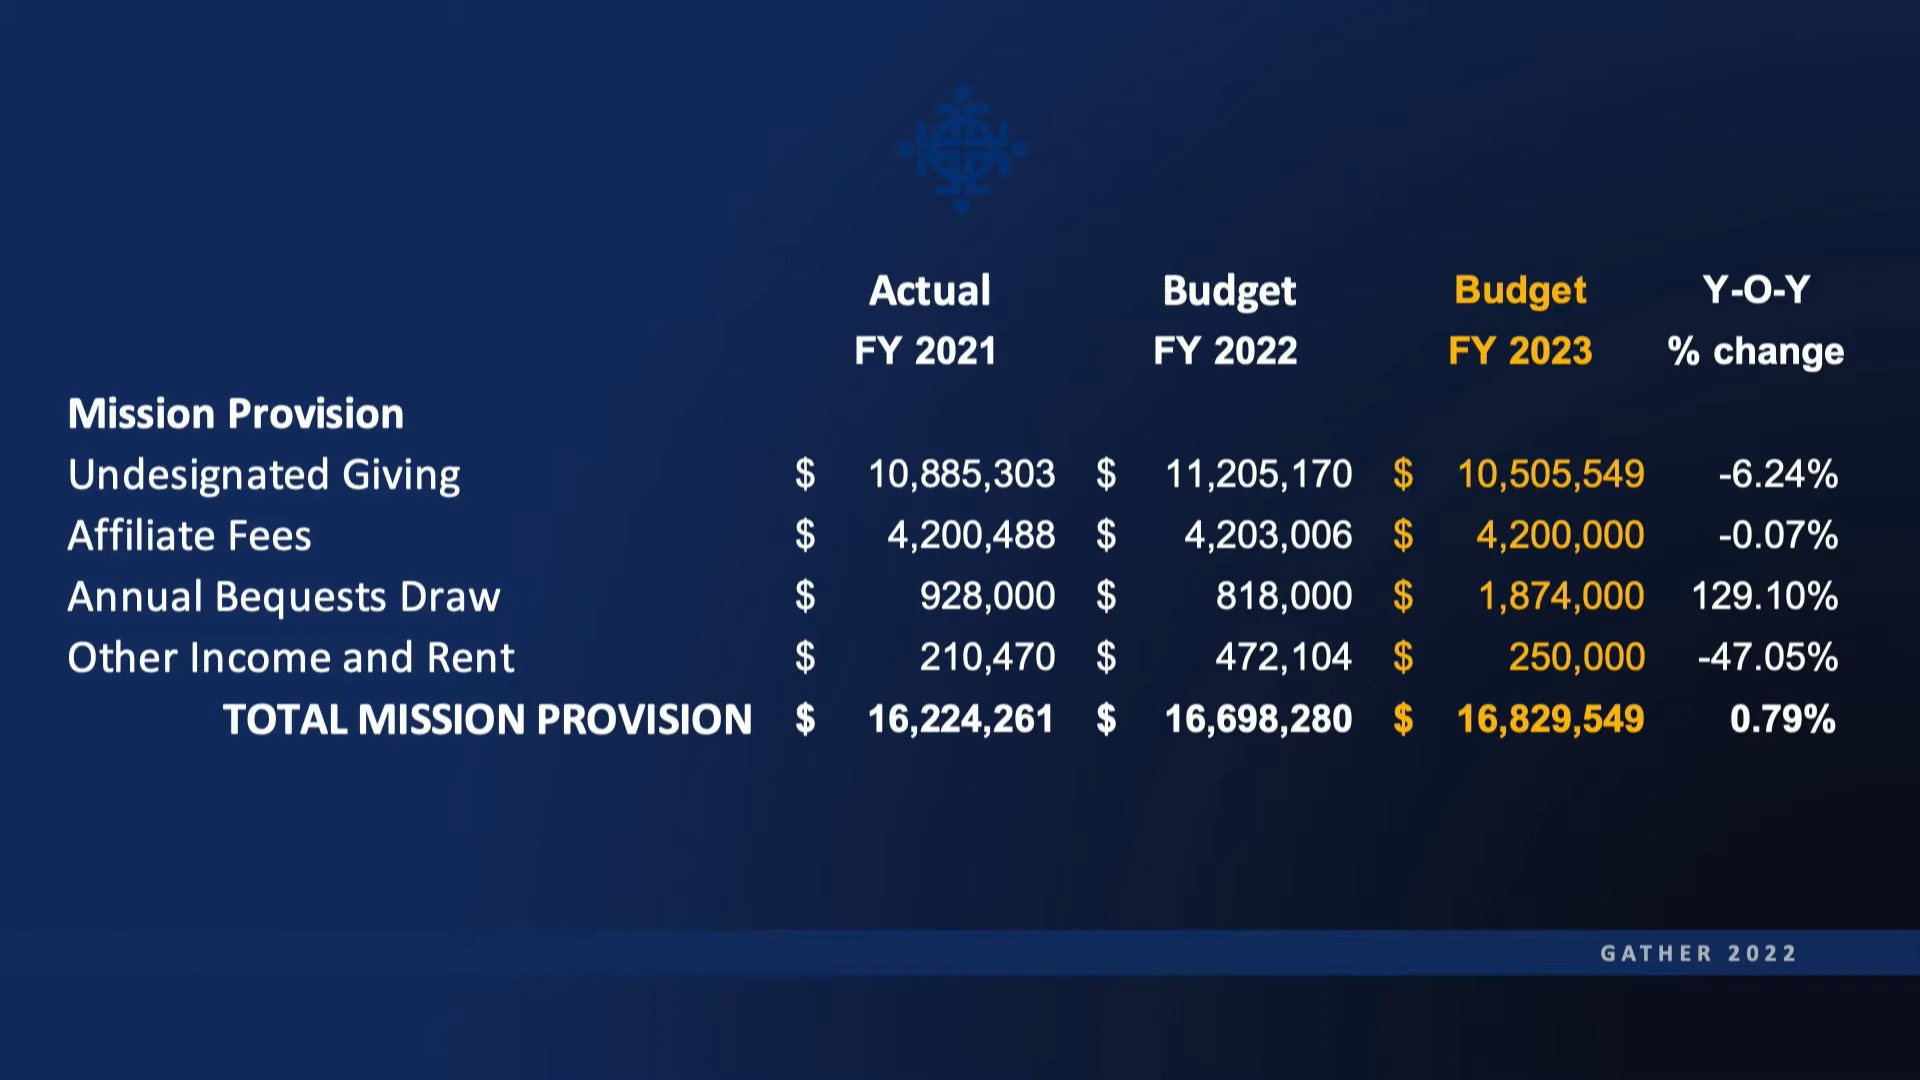 Actual Budget Budget Y-O-Y
FY 2021 FY 2022 FY 2023 % change
Mission Provision
Undesignated Giving $ 10,885,303 $ 11,205,170 $ 10,505,549 -6.24%
Affiliate Fees $ 4,200,488 $ 4,203,006 $ 4,200,000 -0.07%
Annual Bequests Draw $ 928,000 $ 818,000 $ 1,874,000 129.10%
Other Income and Rent $ 210,470 $ 472,104 $ 250,000 -47.05%
TOTAL MISSION PROVISION $ 16,224,261 $ 16,698,280 $ 16,829,549 0.79%
GATHER 2022